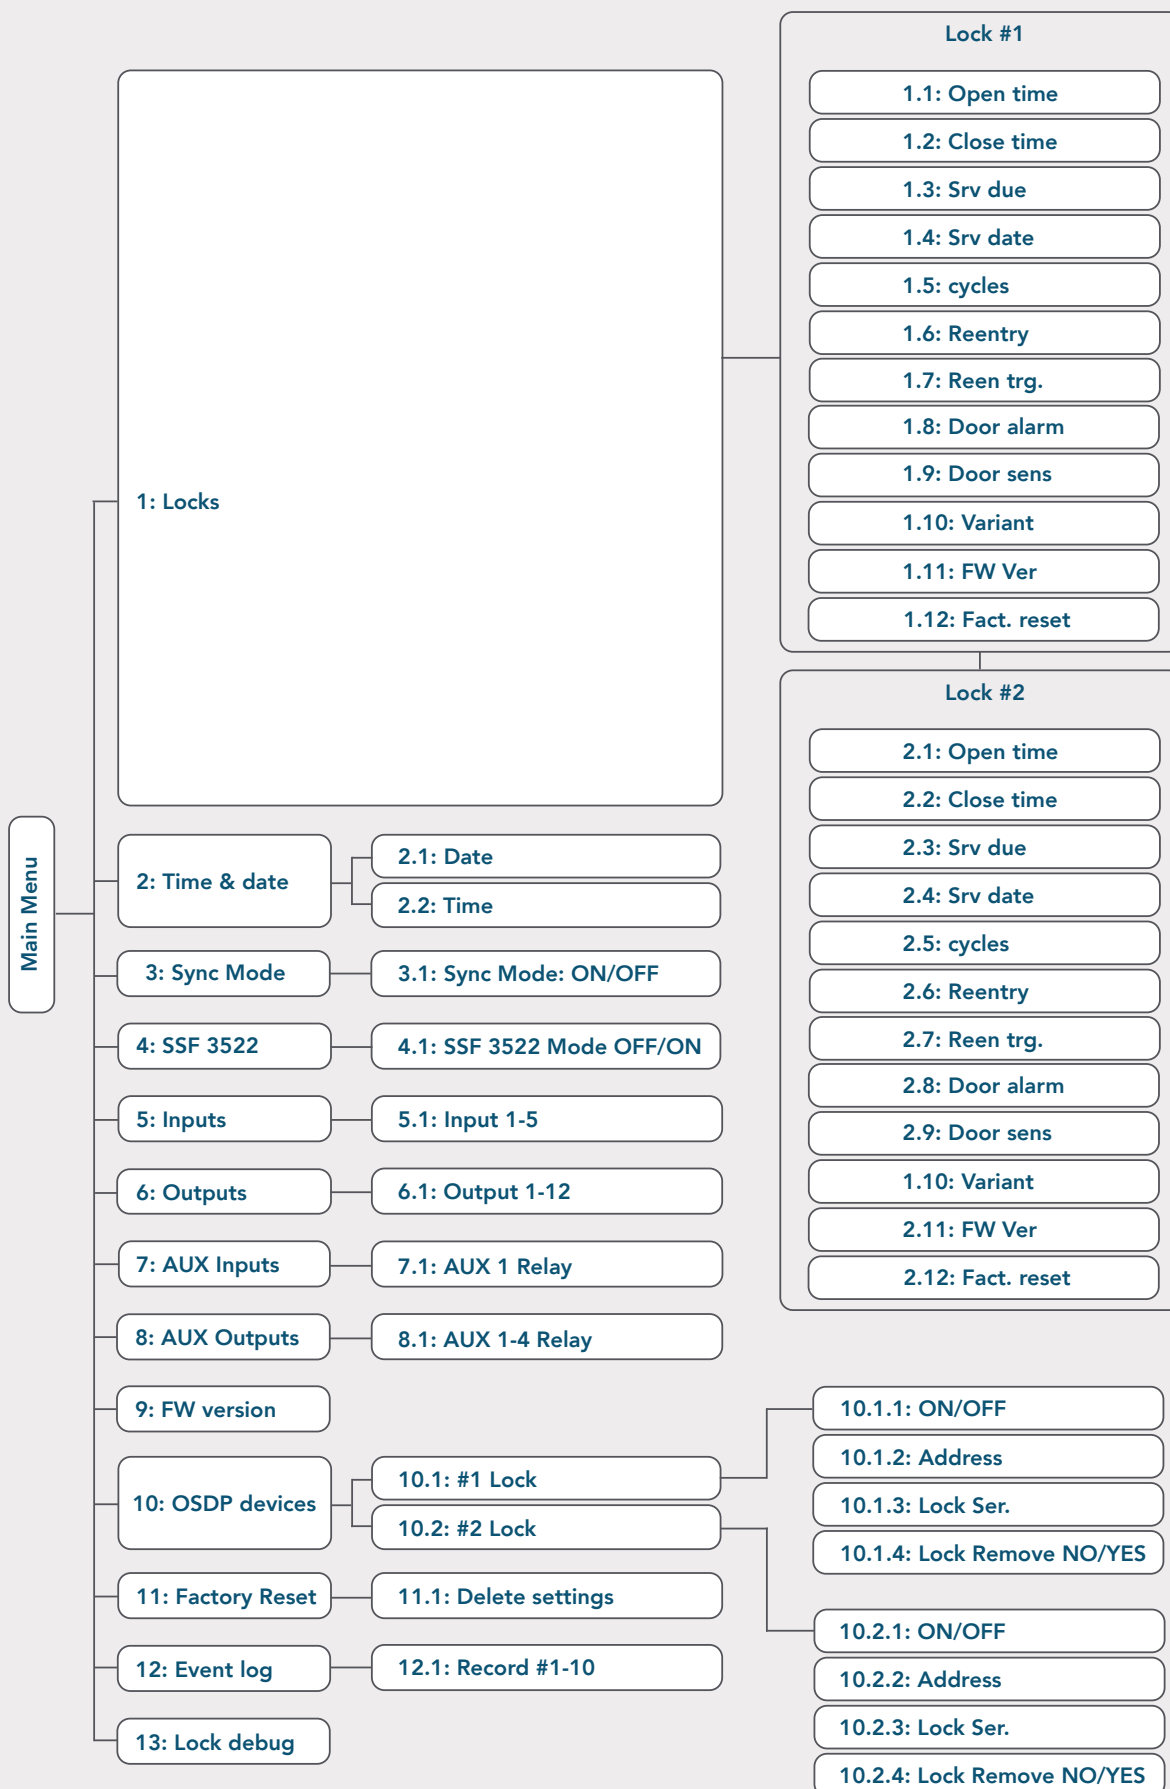 Main Menu
1: Locks
Lock #1
1.1: Open time
1.2: Close time
1.3: Srv due
1.4: Srv date
1.5: cycles
1.6: Reentry
1.7: Reen trg.
1.8: Door alarm
1.9: Door sens
1.10: Variant
1.11: FW Ver
1.12: Fact. reset
Lock #2
2.1: Open time
2.2: Close time
2.3: Srv due
2.4: Srv date
2.5: cycles
2.6: Reentry
2.7: Reen trg.
2.8: Door alarm
2.9: Door sens
1.10: Variant
2.11: FW Ver
2.12: Fact. reset
2: Time & date
2.1: Date
2.2: Time
3: Sync Mode
3.1: Sync Mode: ON/OFF
4: SSF 3522
4.1: SSF 3522 Mode OFF/ON
5: Inputs
5.1: Input 1-5
6: Outputs
6.1: Output 1-12
7: AUX Inputs
7.1: AUX 1 Relay
8: AUX Outputs
8.1: AUX 1-4 Relay
9: FW version
10: OSDP devices
10.1: #1 Lock
10.1.1: ON/OFF
10.1.2: Address
10.1.3: Lock Ser.
10.1.4: Lock Remove NO/YES
10.2: #2 Lock
10.2.1: ON/OFF
10.2.2: Address
10.2.3: Lock Ser.
10.2.4: Lock Remove NO/YES
11: Factory Reset
11.1: Delete settings
12: Event log
12.1: Record #1-10
13: Lock debug